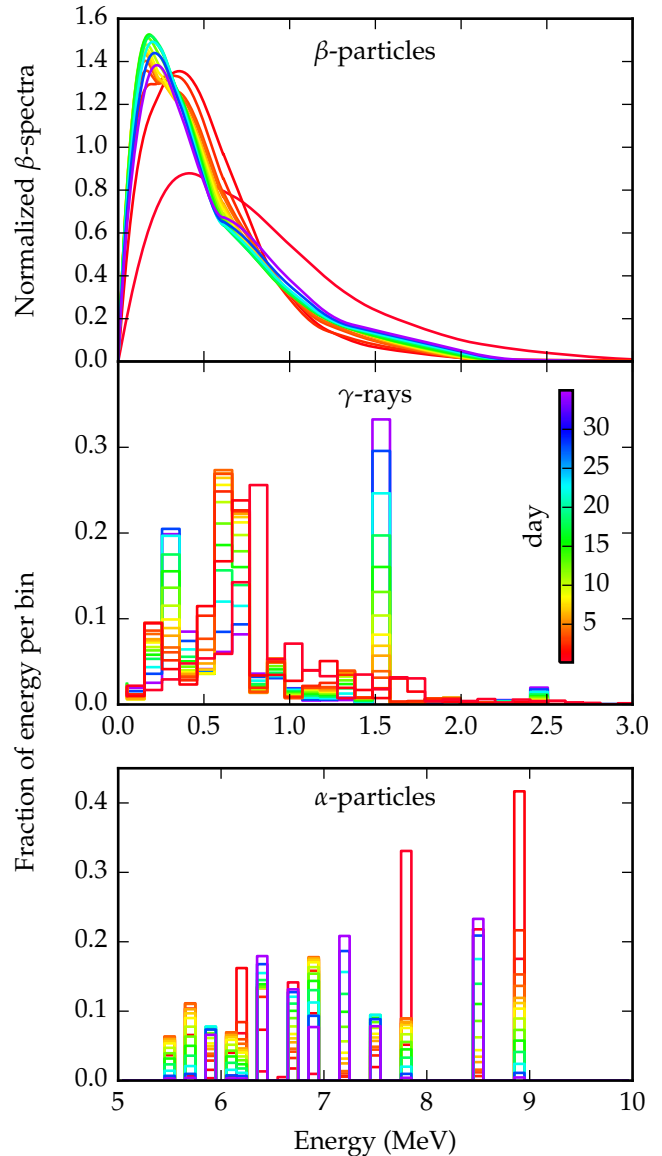 Normalized β-spectra
1.6
1.4
1.2
1.0
0.8
0.6
0.4
0.2
0.0
β-particles
Fraction of energy per bin
γ-rays
0.3
0.2
0.1
0.0
day
30
25
20
15
10
5
0.0 0.5 1.0 1.5 2.0 2.5 3.0
α-particles
0.4
0.3
0.2
0.1
0.0
5 6 7 8 9 10
Energy (MeV)